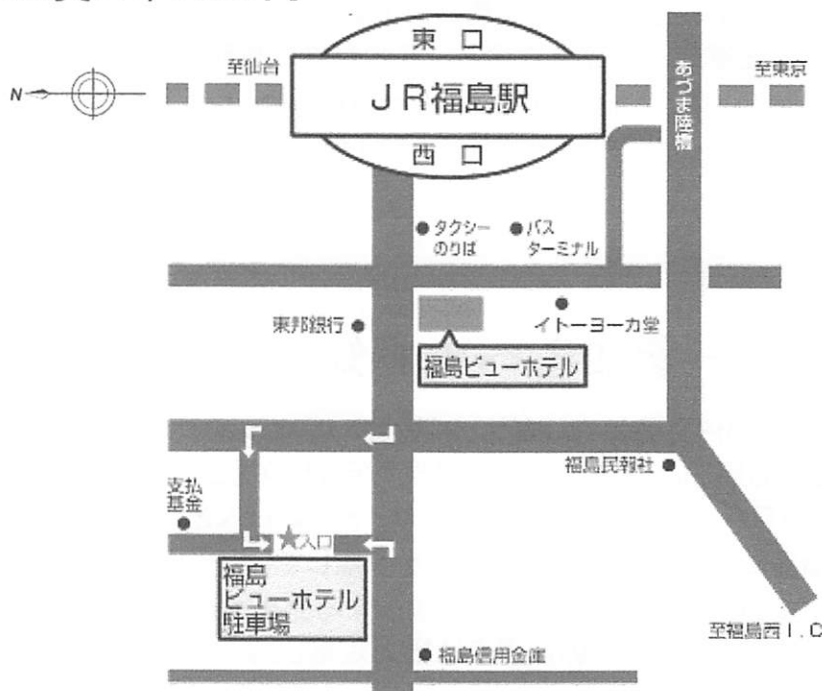 東 口
至仙台
JR福島駅
至東京
N
あづま陸橋
西 口
タクシー
のりば
バス
ターミナル
東邦銀行
イトーヨーカ堂
福島ビューホテル
福島民報社
支払
基金
入口
福島
ビューホテル
駐車場
至福島西I.C
福島信用金庫